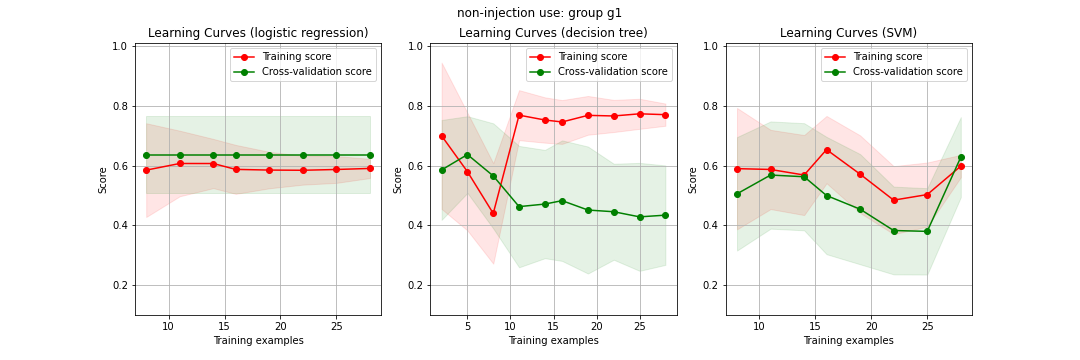 non-injection use: group g1
Learning Curves (logistic regression)
Training score
Cross-validation score
1.0
0.8
0.6
0.4
0.2
Score
10
15
20
25
Training examples
Learning Curves (decision tree)
Training score
Cross-validation score
1.0
0.8
0.6
0.4
0.2
Score
5
10
15
20
25
Training examples
Learning Curves (SVM)
Training score
Cross-validation score
1.0
0.8
0.6
0.4
0.2
Score
10
15
20
25
Training examples